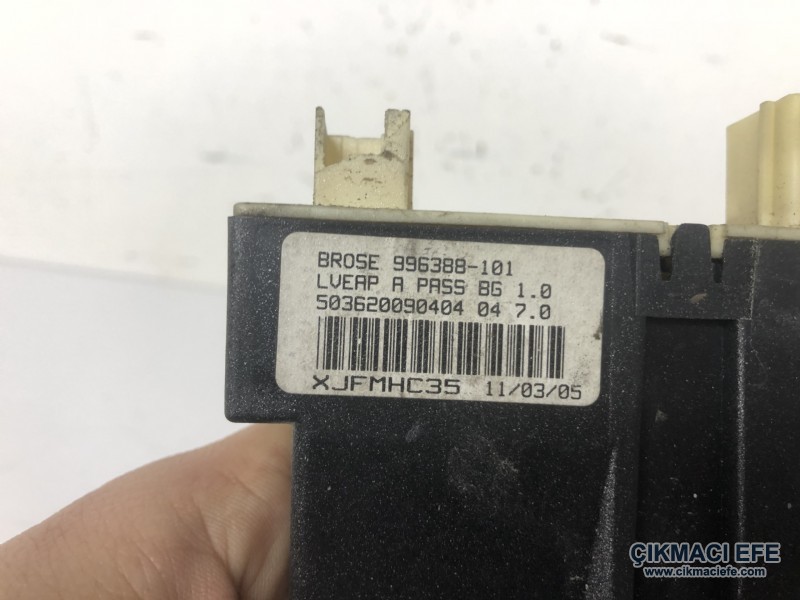 BROSE 996388-101
LVEAP A PASS BG 1.0
503620090404 04 7.0
XJFMHC35 11/03/05
ÇIKMACI EFE
www.cikmaciefe.com